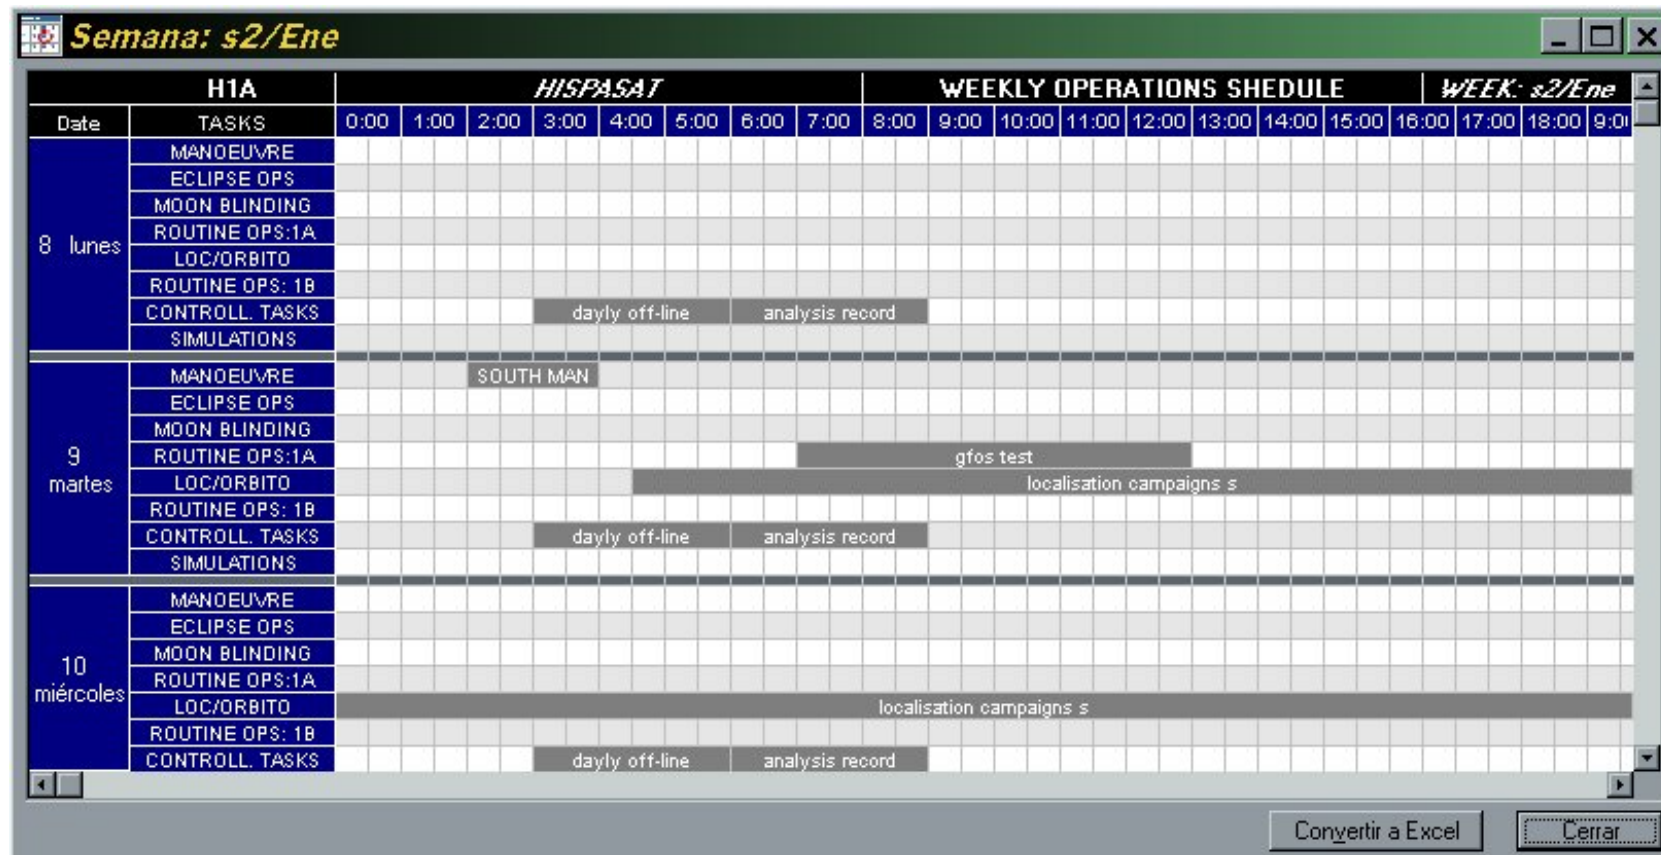 Semana: s2/Ene
H1A HISPASAT WEEKLY OPERATIONS SHEDULE WEEK: s2/Ene
Date TASKS 0:00 1:00 2:00 3:00 4:00 5:00 6:00 7:00 8:00 9:00 10:00 11:00 12:00 13:00 14:00 15:00 16:00 17:00 18:00 9:0
8 lunes
MANOEUVRE
ECLIPSE OPS
MOON BLINDING
ROUTINE OPS:1A
LOC/ORBITO
ROUTINE OPS: 1B
CONTROLL. TASKS dayly off-line analysis record
SIMULATIONS
9
martes
MANOEUVRE SOUTH MAN
ECLIPSE OPS
MOON BLINDING
ROUTINE OPS:1A gfos test
LOC/ORBITO localisation campaigns s
ROUTINE OPS: 1B
CONTROLL. TASKS dayly off-line analysis record
SIMULATIONS
10
miércoles
MANOEUVRE
ECLIPSE OPS
MOON BLINDING
ROUTINE OPS:1A
LOC/ORBITO localisation campaigns s
ROUTINE OPS: 1B
CONTROLL. TASKS dayly off-line analysis record
Convertir a Excel Cerrar